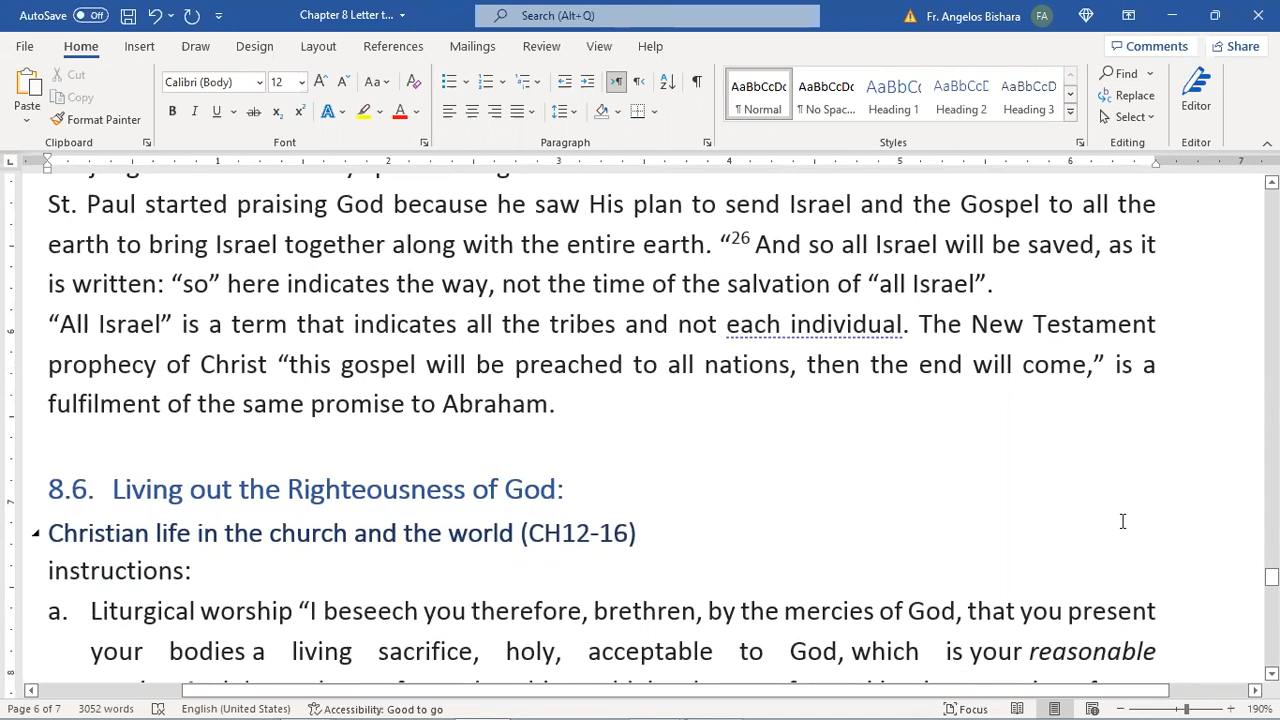 AutoSave Off Chapter 8 Letter t... Search (Alt+Q) Fr. Angelos Bishara FA
File Home Insert Draw Design Layout References Mailings Review View Help Comments Share
Paste Cut Copy Format Painter
Calibri (Body) 12 Aa
AaBbCcDc AaBbCcDc AaBbCc AaBbCcD AaBbCcD
¶ Normal ¶ No Spac... Heading 1 Heading 2 Heading 3
Find Replace Select Editor
Clipboard Font Paragraph Styles Editing Editor
1 2 3 4 5 6 7
St. Paul started praising God because he saw His plan to send Israel and the Gospel to all the
earth to bring Israel together along with the entire earth. “26 And so all Israel will be saved, as it
is written: “so” here indicates the way, not the time of the salvation of “all Israel”.
“All Israel” is a term that indicates all the tribes and not each individual. The New Testament
prophecy of Christ “this gospel will be preached to all nations, then the end will come,” is a
fulfilment of the same promise to Abraham.
8.6. Living out the Righteousness of God:
Christian life in the church and the world (CH12-16)
instructions:
a. Liturgical worship “I beseech you therefore, brethren, by the mercies of God, that you present
your bodies a living sacrifice, holy, acceptable to God, which is your reasonable
Page 6 of 7 3052 words English (United States) Accessibility: Good to go Focus 190%